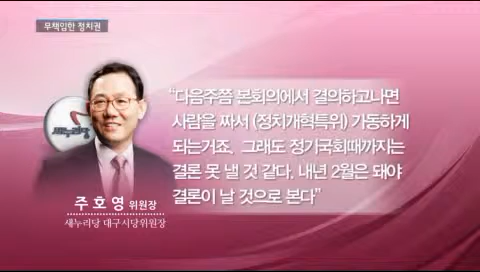 무책임한 정치권
“다음주쯤 본회의에서 결의하고나면
사람을 짜서 (정치개혁특위) 가동하게
되는거죠. 그래도 정기국회때까지는
결론 못 낼 것 같다. 내년 2월은 돼야
결론이 날 것으로 본다”
새누리당
주호영 위원장
새누리당 대구시당위원장